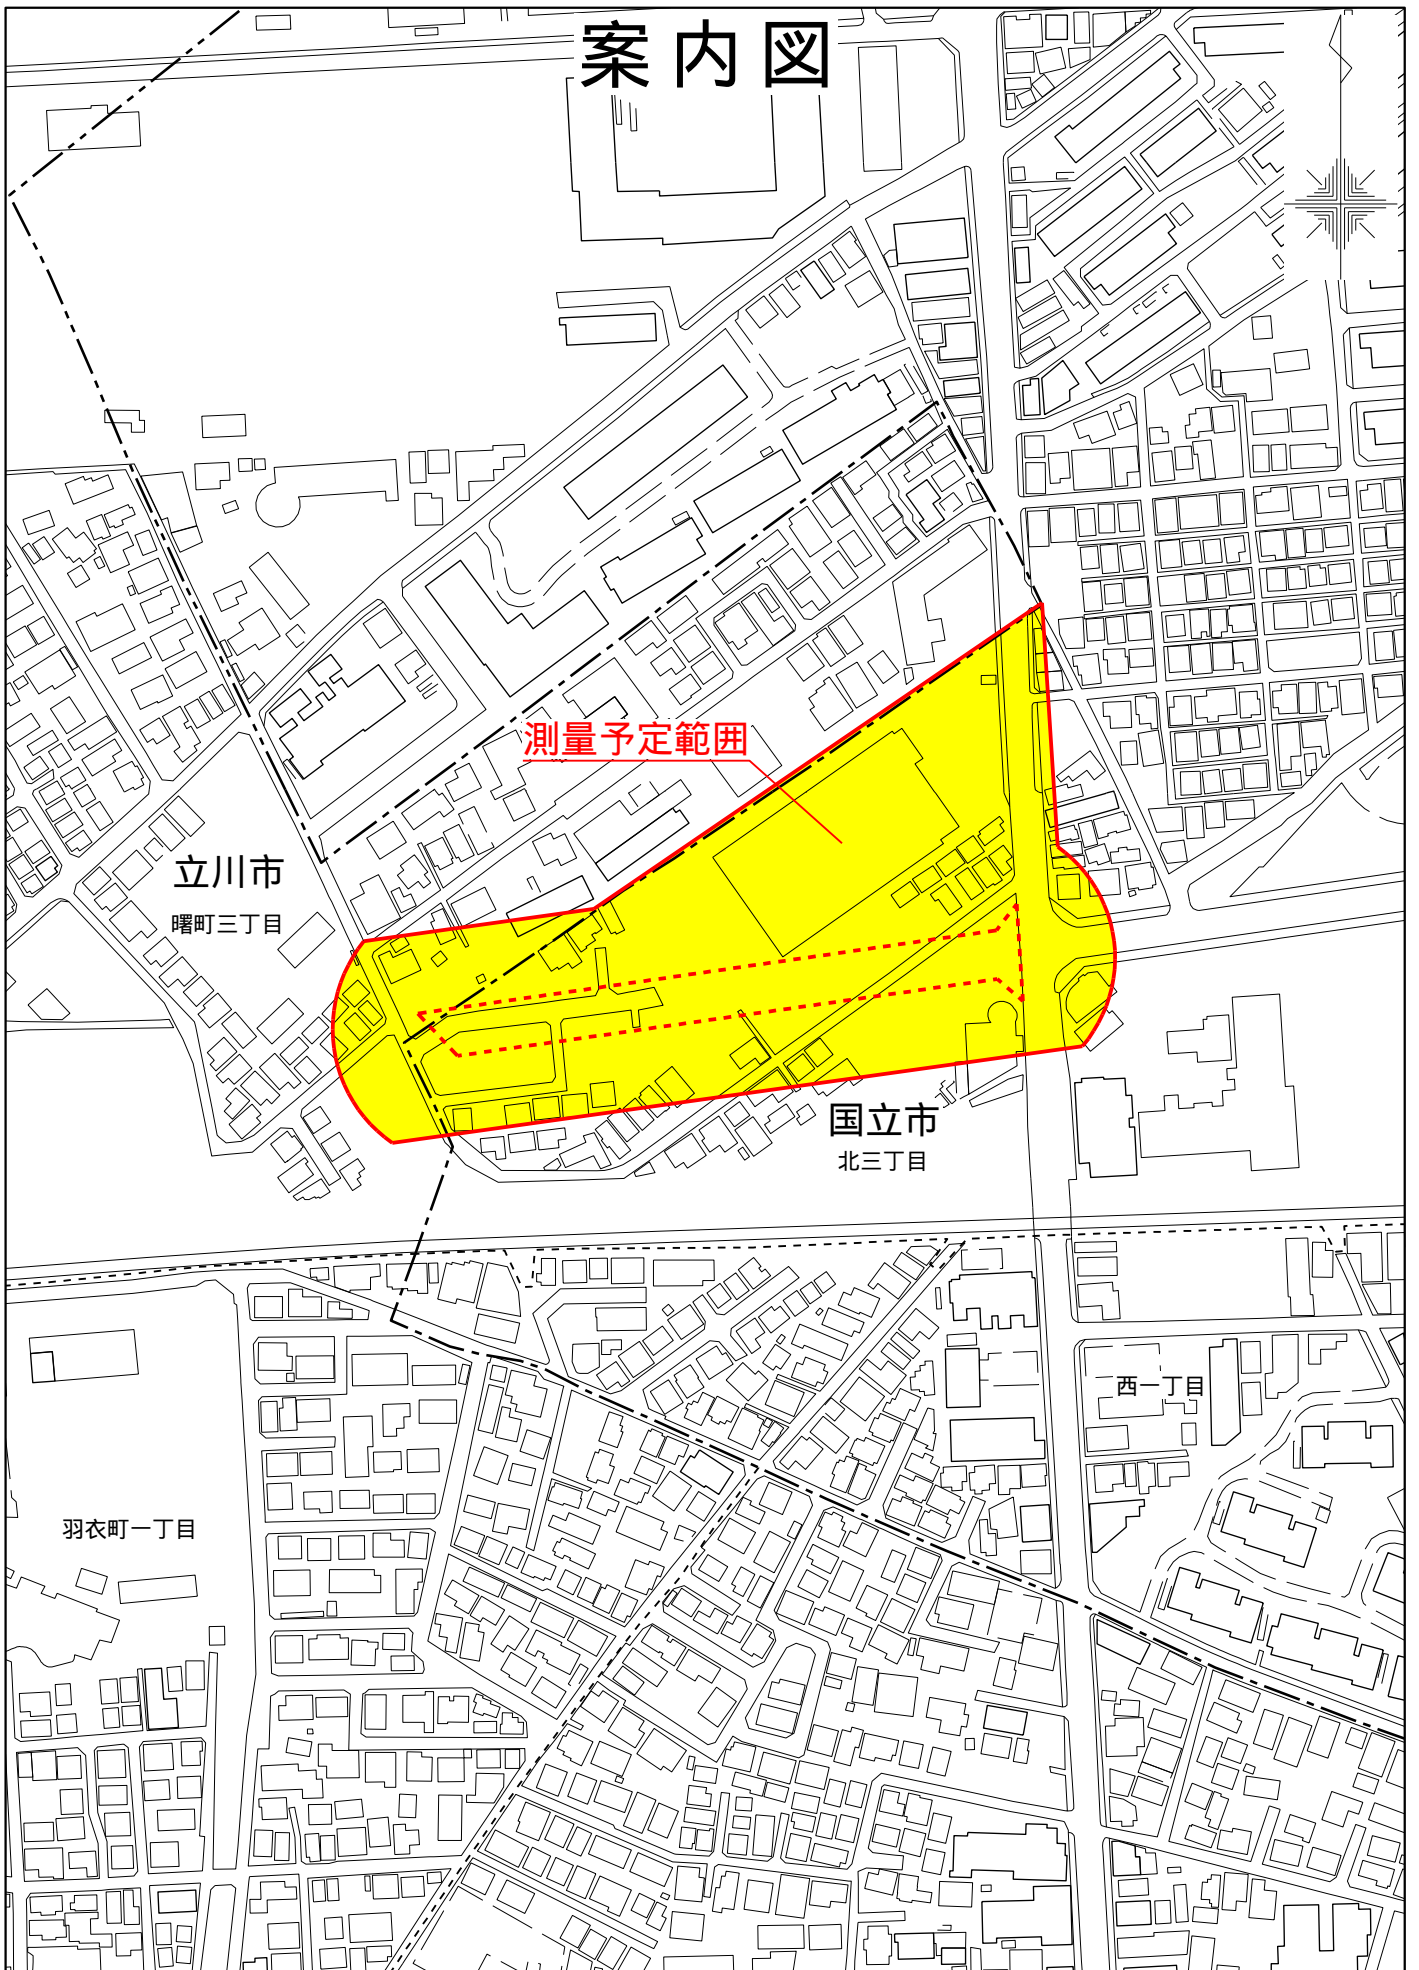 案内図
測量予定範囲
立川市
曙町三丁目
国立市
北三丁目
西一丁目
羽衣町一丁目